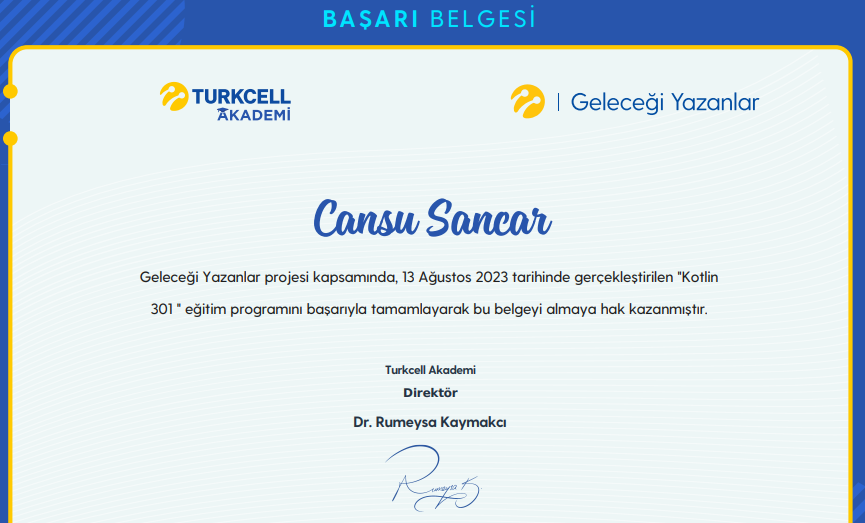 BAŞARI BELGESİ
TURKCELL
AKADEMİ
Geleceği Yazanlar
Cansu Sancar
Geleceği Yazanlar projesi kapsamında, 13 Ağustos 2023 tarihinde gerçekleştirilen "Kotlin
301 " eğitim programını başarıyla tamamlayarak bu belgeyi almaya hak kazanmıştır.
Turkcell Akademi
Direktör
Dr. Rumeysa Kaymakcı
Rumeysa K